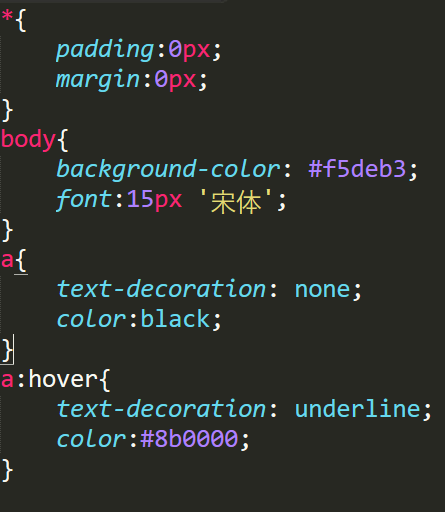 *{
    padding:0px;
    margin:0px;
}
body{
    background-color: #f5deb3;
    font:15px '宋体';
}
a{
    text-decoration: none;
    color:black;
}
a:hover{
    text-decoration: underline;
    color:#8b0000;
}